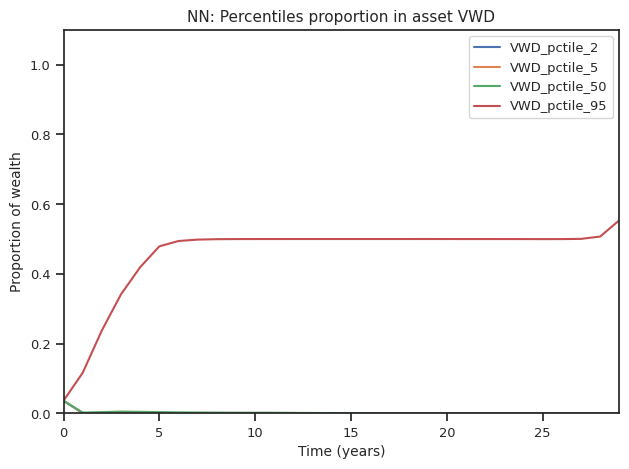 NN: Percentiles proportion in asset VWD
VWD_pctile_2
VWD_pctile_5
VWD_pctile_50
VWD_pctile_95
Proportion of wealth
1.0
0.8
0.6
0.4
0.2
0.0
0 5 10 15 20 25
Time (years)